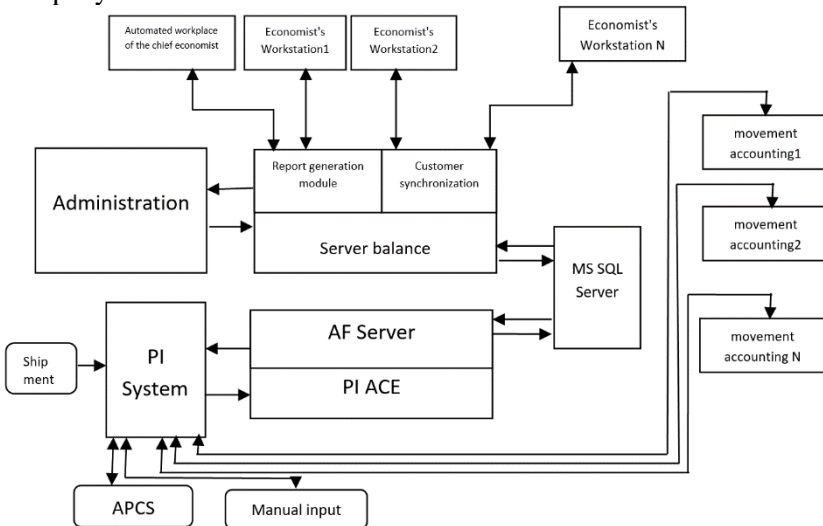 Automated workplace
of the chief economist
Economist's
Workstation1
Economist's
Workstation2
Economist's
Workstation N
movement
accounting1
Report generation
module
Customer
synchronization
Administration
Server balance
movement
accounting2
MS SQL
Server
AF Server
movement
accounting N
Ship
ment
PI
System
PI ACE
APCS
Manual input